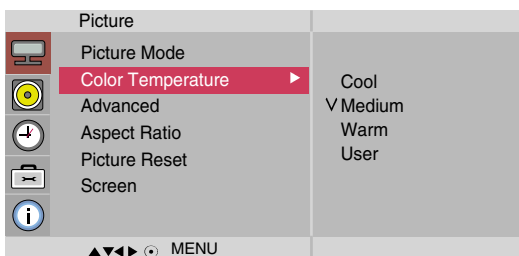 Picture
Picture Mode
Color Temperature
Advanced
Aspect Ratio
Picture Reset
Screen
Cool
Medium
Warm
User
MENU